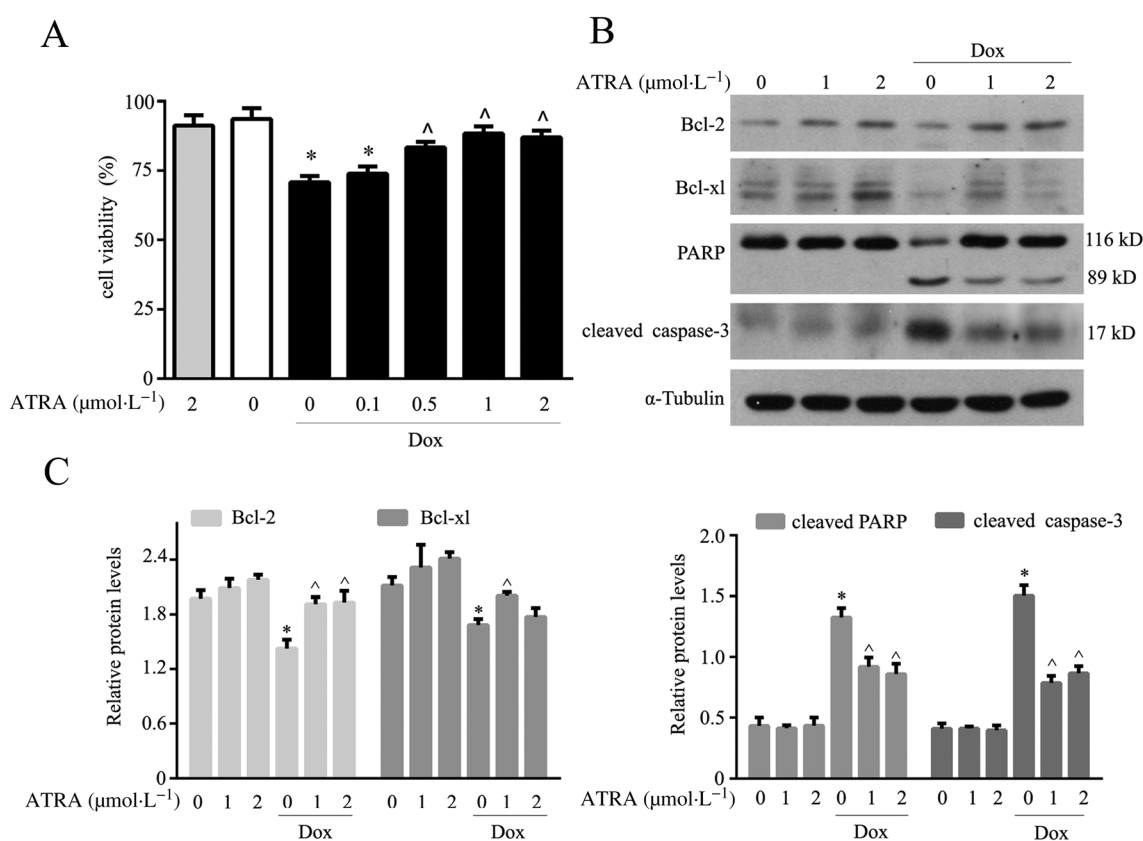 A
100
75
50
25
0
cell viability (%)
*
*
^
^
^
ATRA (μmol·L⁻¹) 2 0 0 0.1 0.5 1 2
Dox
B
Dox
ATRA (μmol·L⁻¹) 0 1 2 0 1 2
Bcl-2
Bcl-xl
PARP
116 kD
89 kD
cleaved caspase-3
17 kD
α-Tubulin
C
Bcl-2 Bcl-xl
2.4
1.8
1.2
0.6
0
Relative protein levels
*
^
^
*
^
ATRA (μmol·L⁻¹) 0 1 2 0 1 2 0 1 2 0 1 2
Dox Dox
cleaved PARP cleaved caspase-3
2.0
1.5
1.0
0.5
0
Relative protein levels
*
^
^
*
^
^
ATRA (μmol·L⁻¹) 0 1 2 0 1 2 0 1 2 0 1 2
Dox Dox